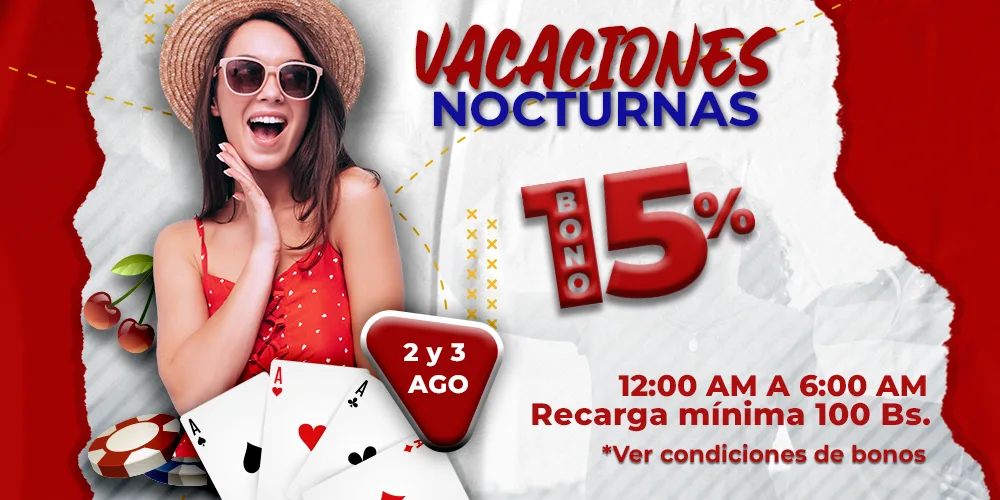 VACACIONES
NOCTURNAS
BONO
15%
2 y 3
AGO
12:00 AM A 6:00 AM
Recarga mínima 100 Bs.
*Ver condiciones de bonos
A
A
A
A